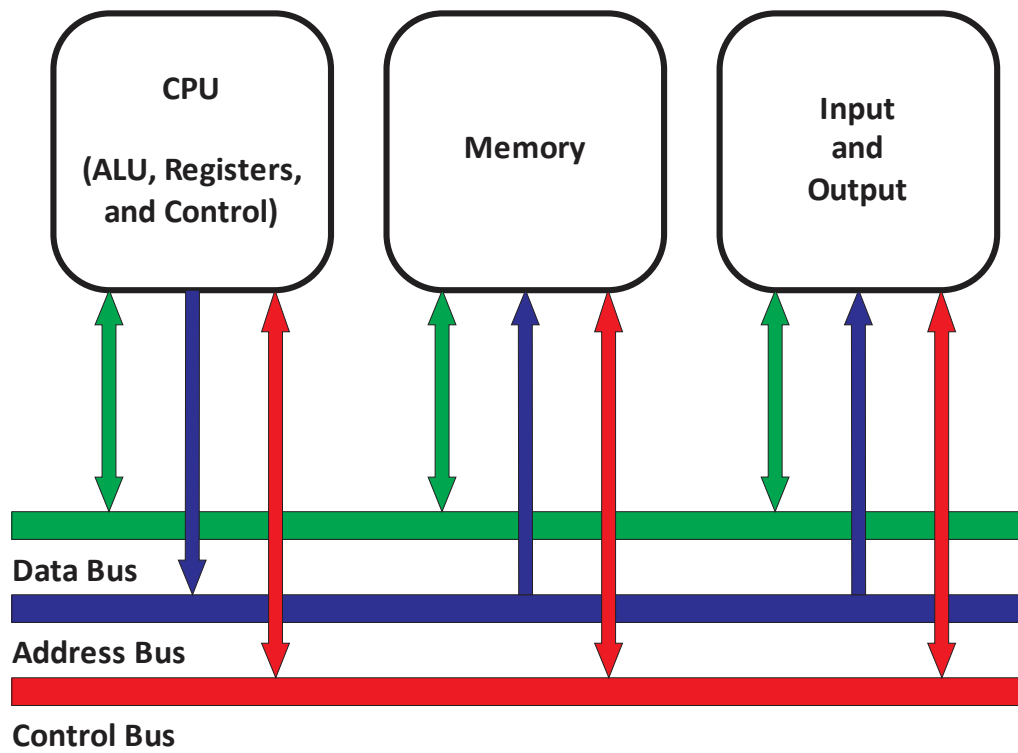 CPU
(ALU, Registers,
and Control)
Memory
Input
and
Output
Data Bus
Address Bus
Control Bus